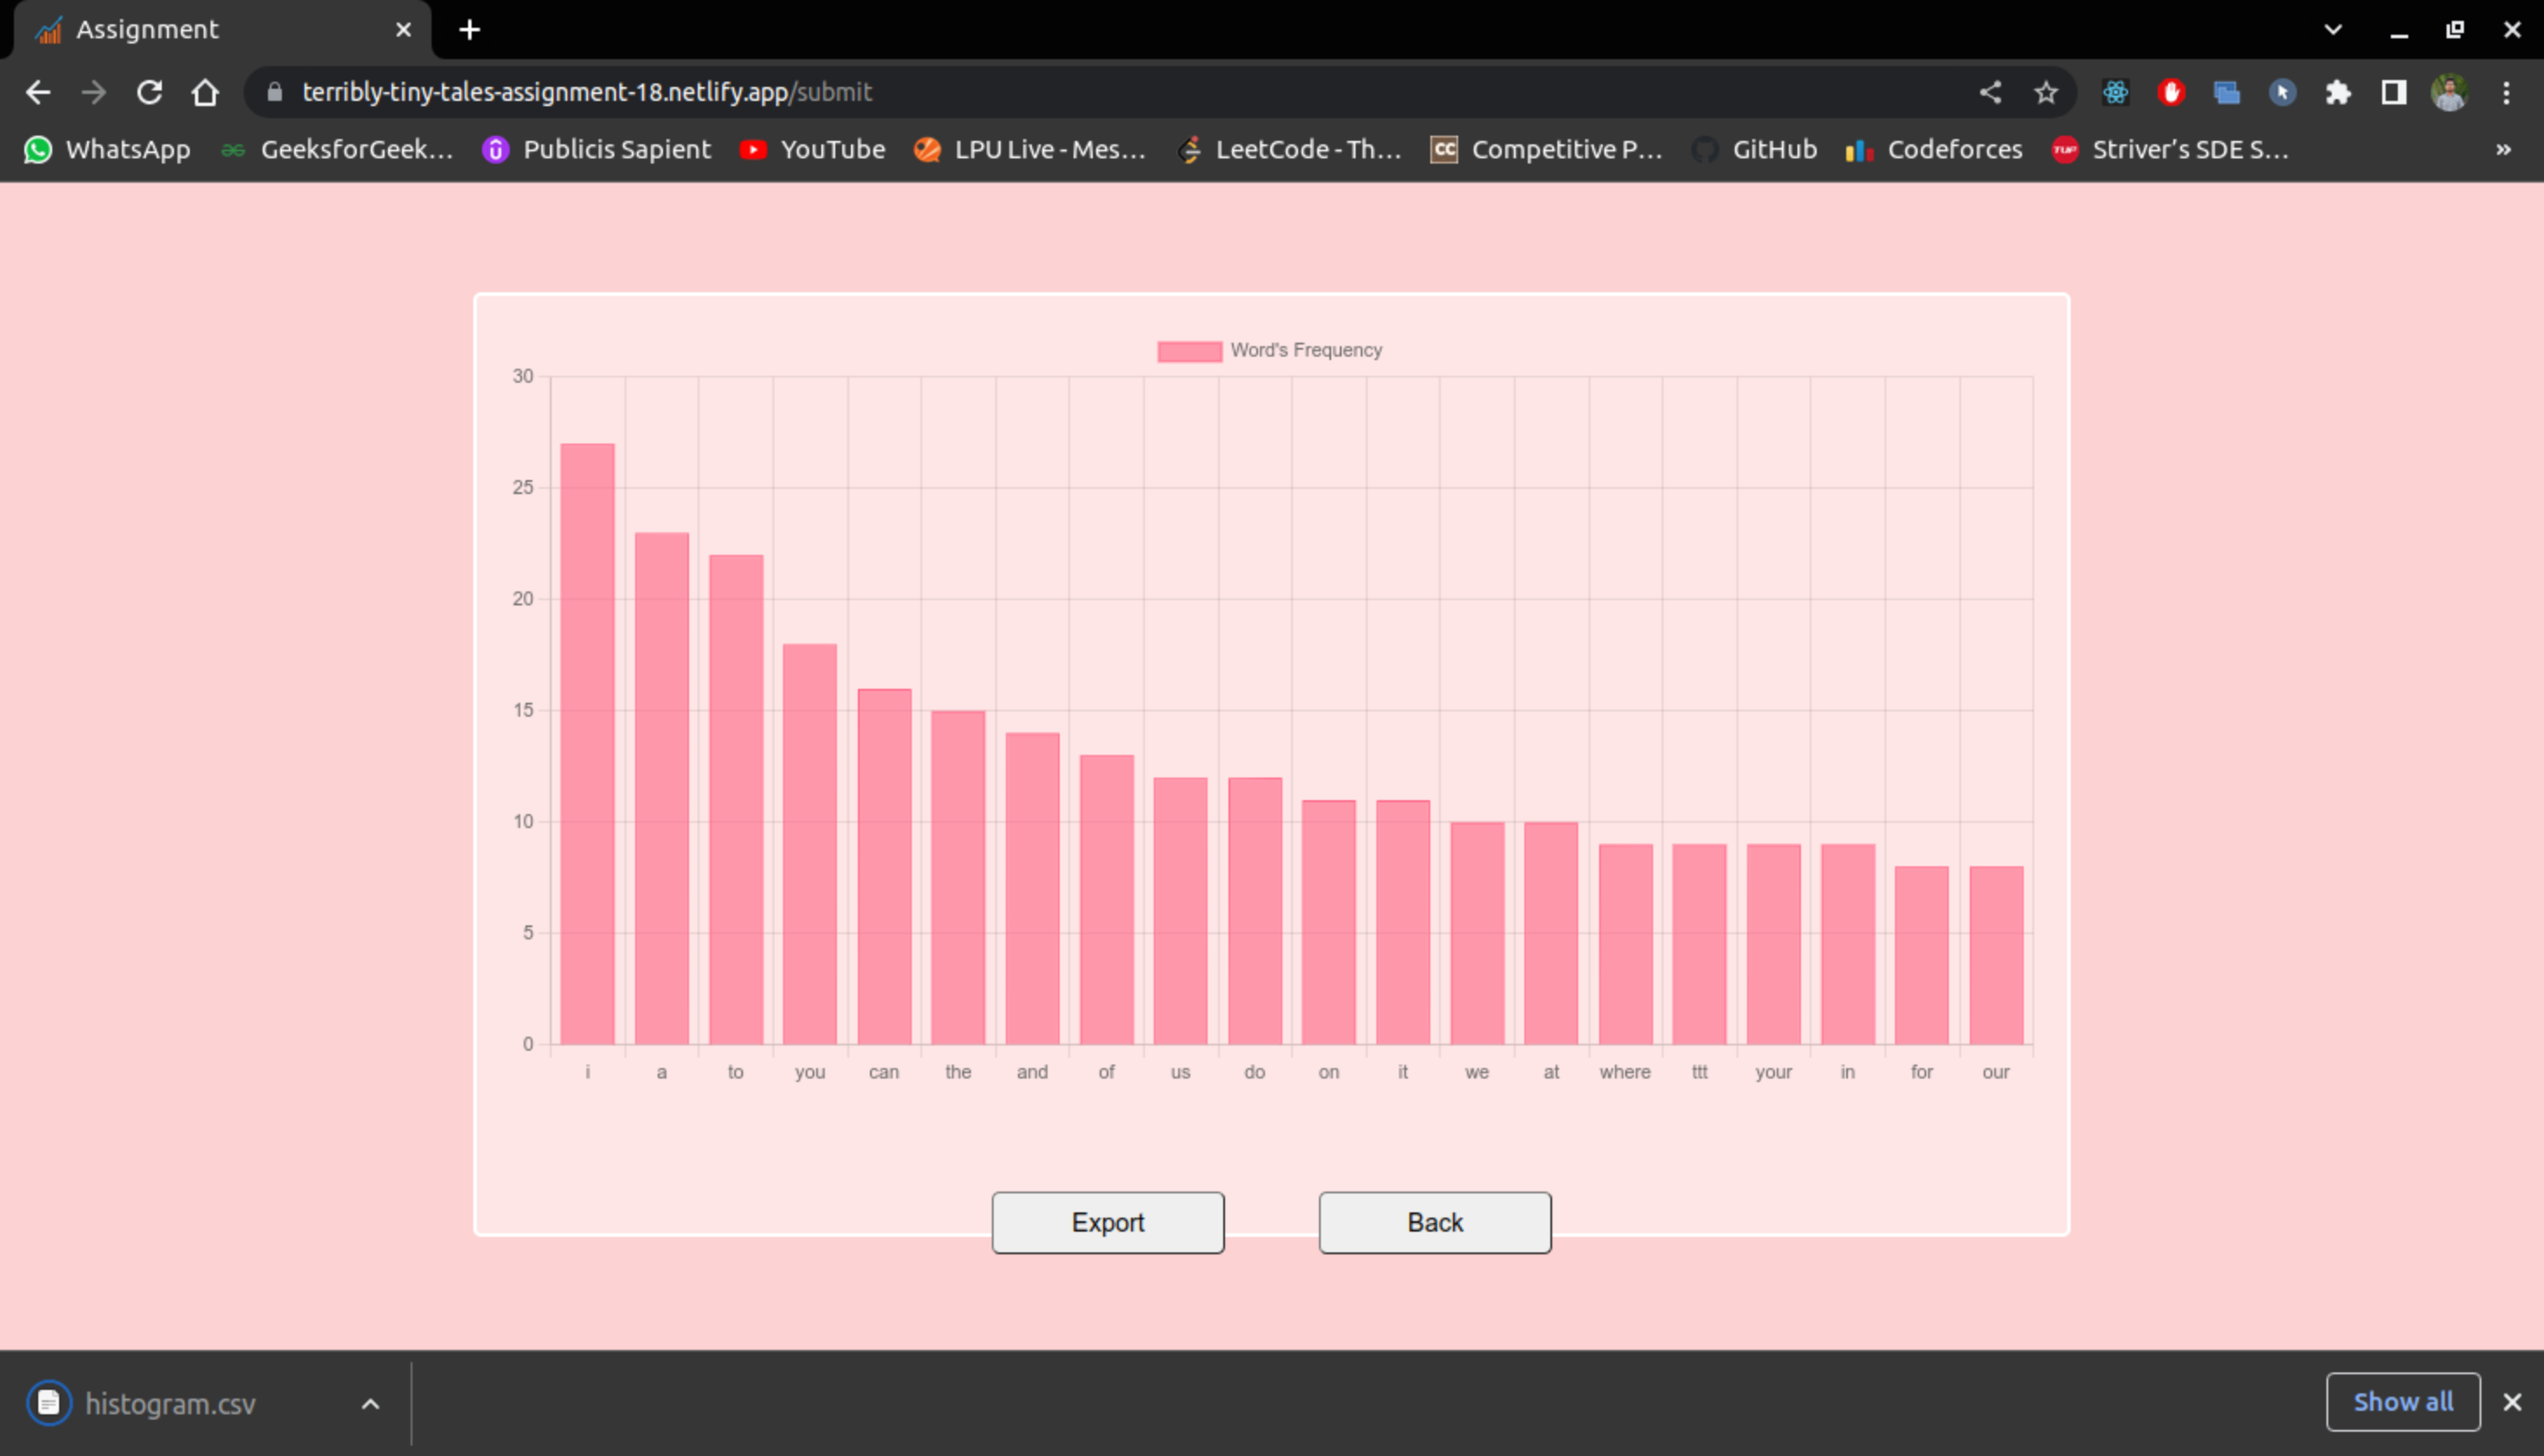 Assignment
terribly-tiny-tales-assignment-18.netlify.app/submit
WhatsApp GeeksforGeek... Publicis Sapient YouTube LPU Live - Mes... LeetCode - Th... CC Competitive P... GitHub Codeforces TUF Striver's SDE S... »
Word's Frequency
30
25
20
15
10
5
0
i a to you can the and of us do on it we at where ttt your in for our
Export Back
histogram.csv Show all